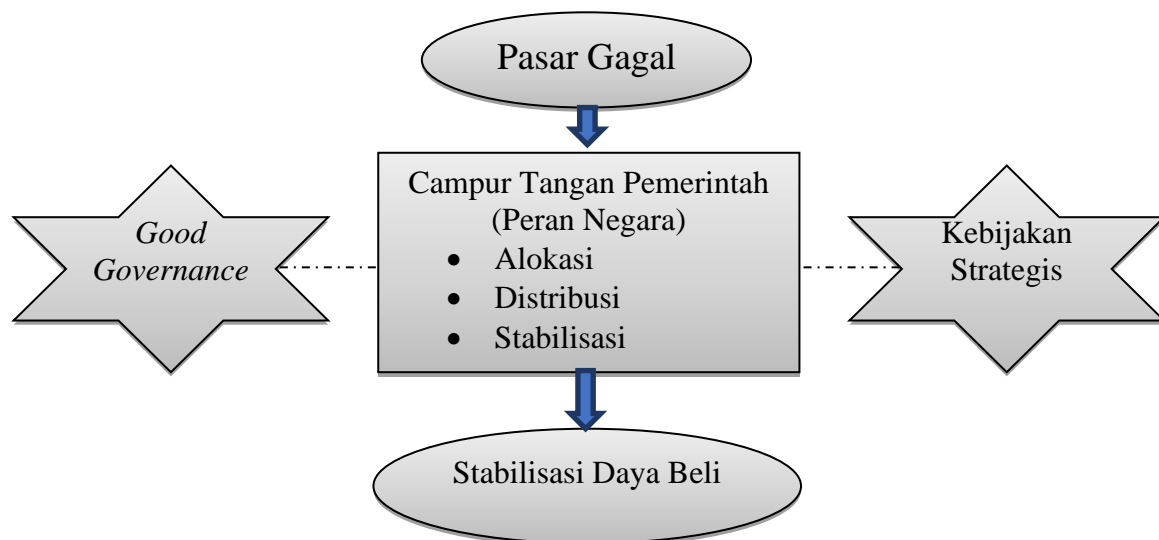 Pasar Gagal
Campur Tangan Pemerintah
(Peran Negara)
• Alokasi
• Distribusi
• Stabilisasi
Good
Governance
Kebijakan
Strategis
Stabilisasi Daya Beli